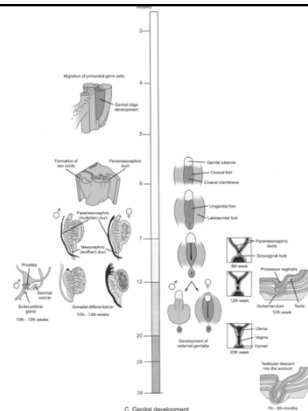 WEEKS
3
Migration of primordial germ cells
4
Genital ridge
development
5
Formation of
sex cords
Paramesonephric
duct
Genital tubercle
Cloacal fold
Cloacal membrane
6
Paramesonephric
(müllerian) duct
Urogenital fold
Labioscrotal fold
7
Paramesonephric
ducts
Sinovaginal bulb
9th week
Mesonephric
(wolffian) duct
Prostate
Seminal
vesicle
Bulbourethral
gland
10th - 12th weeks
Gonadal differentiation
10th - 12th weeks
12
Processus vaginalis
Gubernaculum
Testis
12th week
20
Development of
external genitalia
Uterus
Vagina
Hymen
20th week
25
Testicular descent
into the scrotum
38
7th - 9th months
C. Genital development